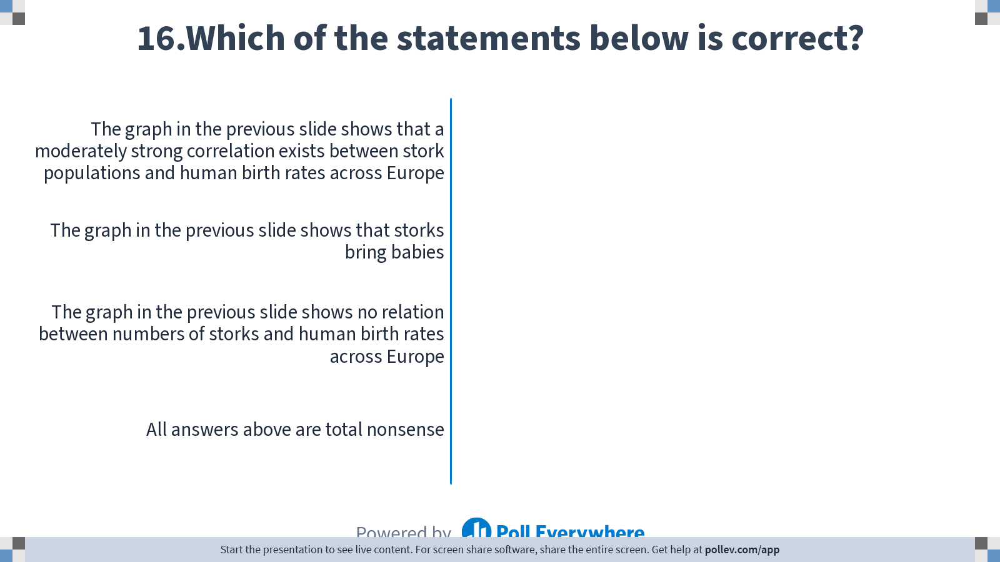 16.Which of the statements below is correct?
The graph in the previous slide shows that a
moderately strong correlation exists between stork
populations and human birth rates across Europe
The graph in the previous slide shows that storks
bring babies
The graph in the previous slide shows no relation
between numbers of storks and human birth rates
across Europe
All answers above are total nonsense
Powered by Poll Everywhere
Start the presentation to see live content. For screen share software, share the entire screen. Get help at pollev.com/app